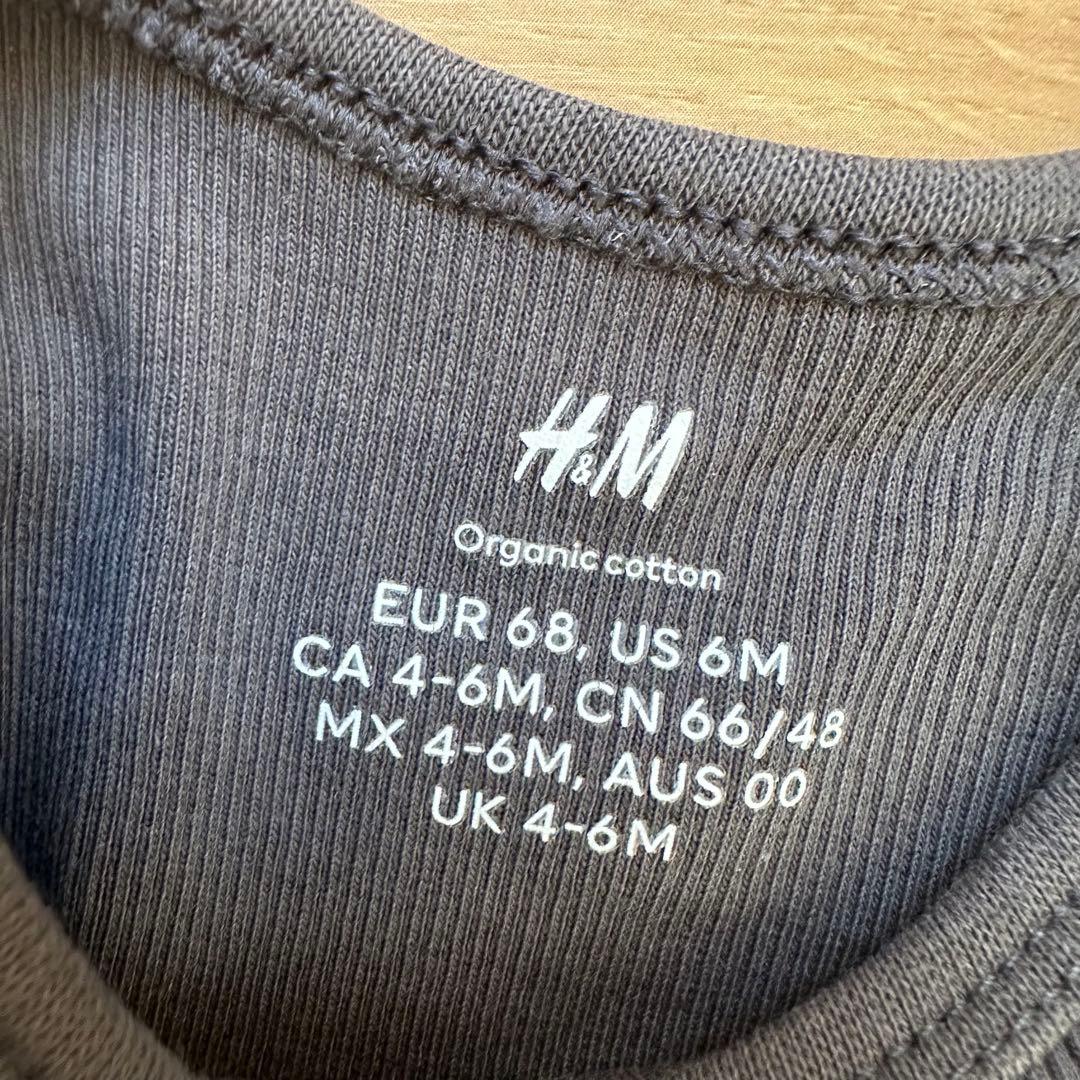 H&M
Organic cotton
EUR 68, US 6M
CA 4-6M, CN 66/48
MX 4-6M, AUS 00
UK 4-6M